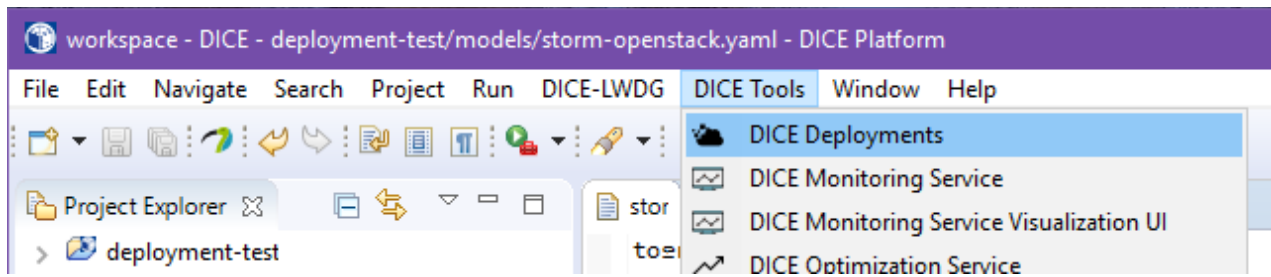 workspace - DICE - deployment-test/models/storm-openstack.yaml - DICE Platform
File Edit Navigate Search Project Run DICE-LWDG DICE Tools Window Help
DICE Deployments
DICE Monitoring Service
Project Explorer stor
DICE Monitoring Service Visualization UI
deployment-test
DICE Optimization Service